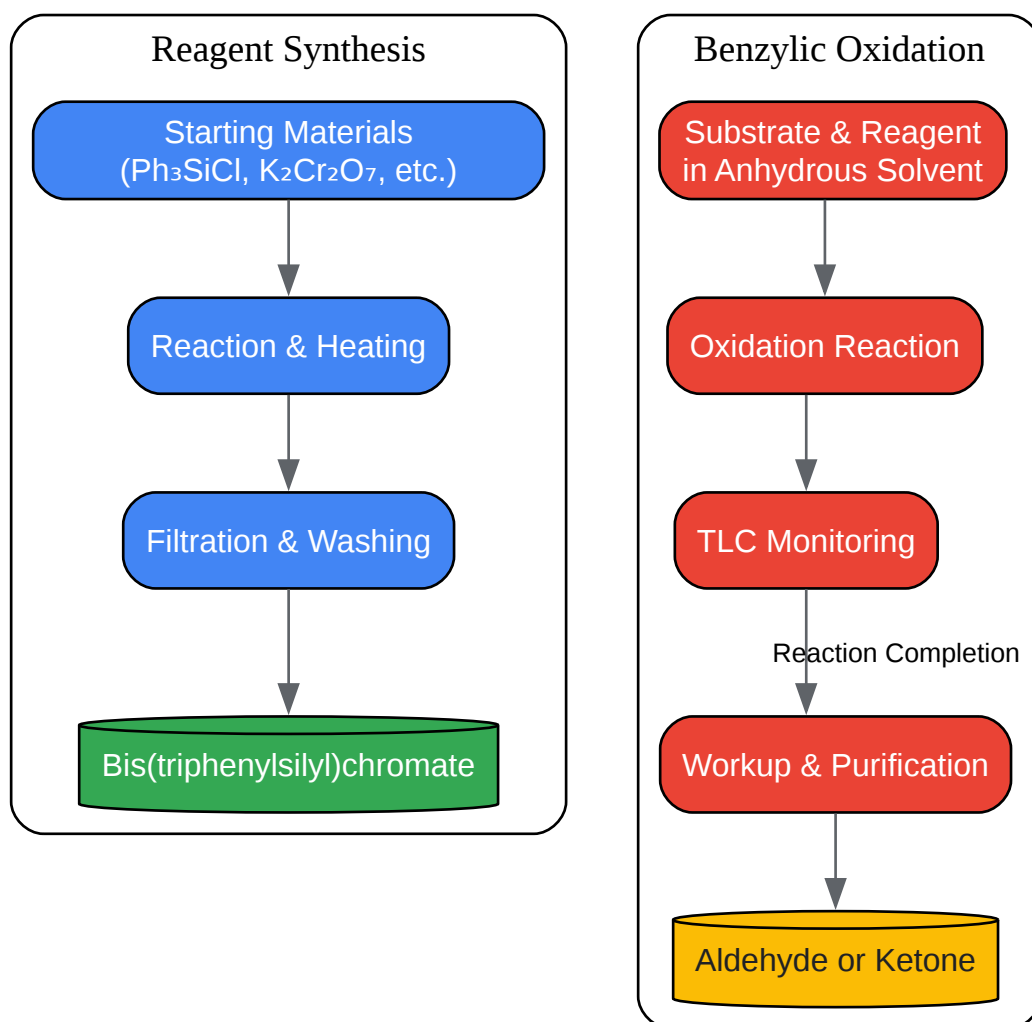 Reagent Synthesis
Starting Materials
(Ph₃SiCl, K₂Cr₂O₇, etc.)
Reaction & Heating
Filtration & Washing
Bis(triphenylsilyl)chromate
Benzylic Oxidation
Substrate & Reagent
in Anhydrous Solvent
Oxidation Reaction
TLC Monitoring
Reaction Completion
Workup & Purification
Aldehyde or Ketone